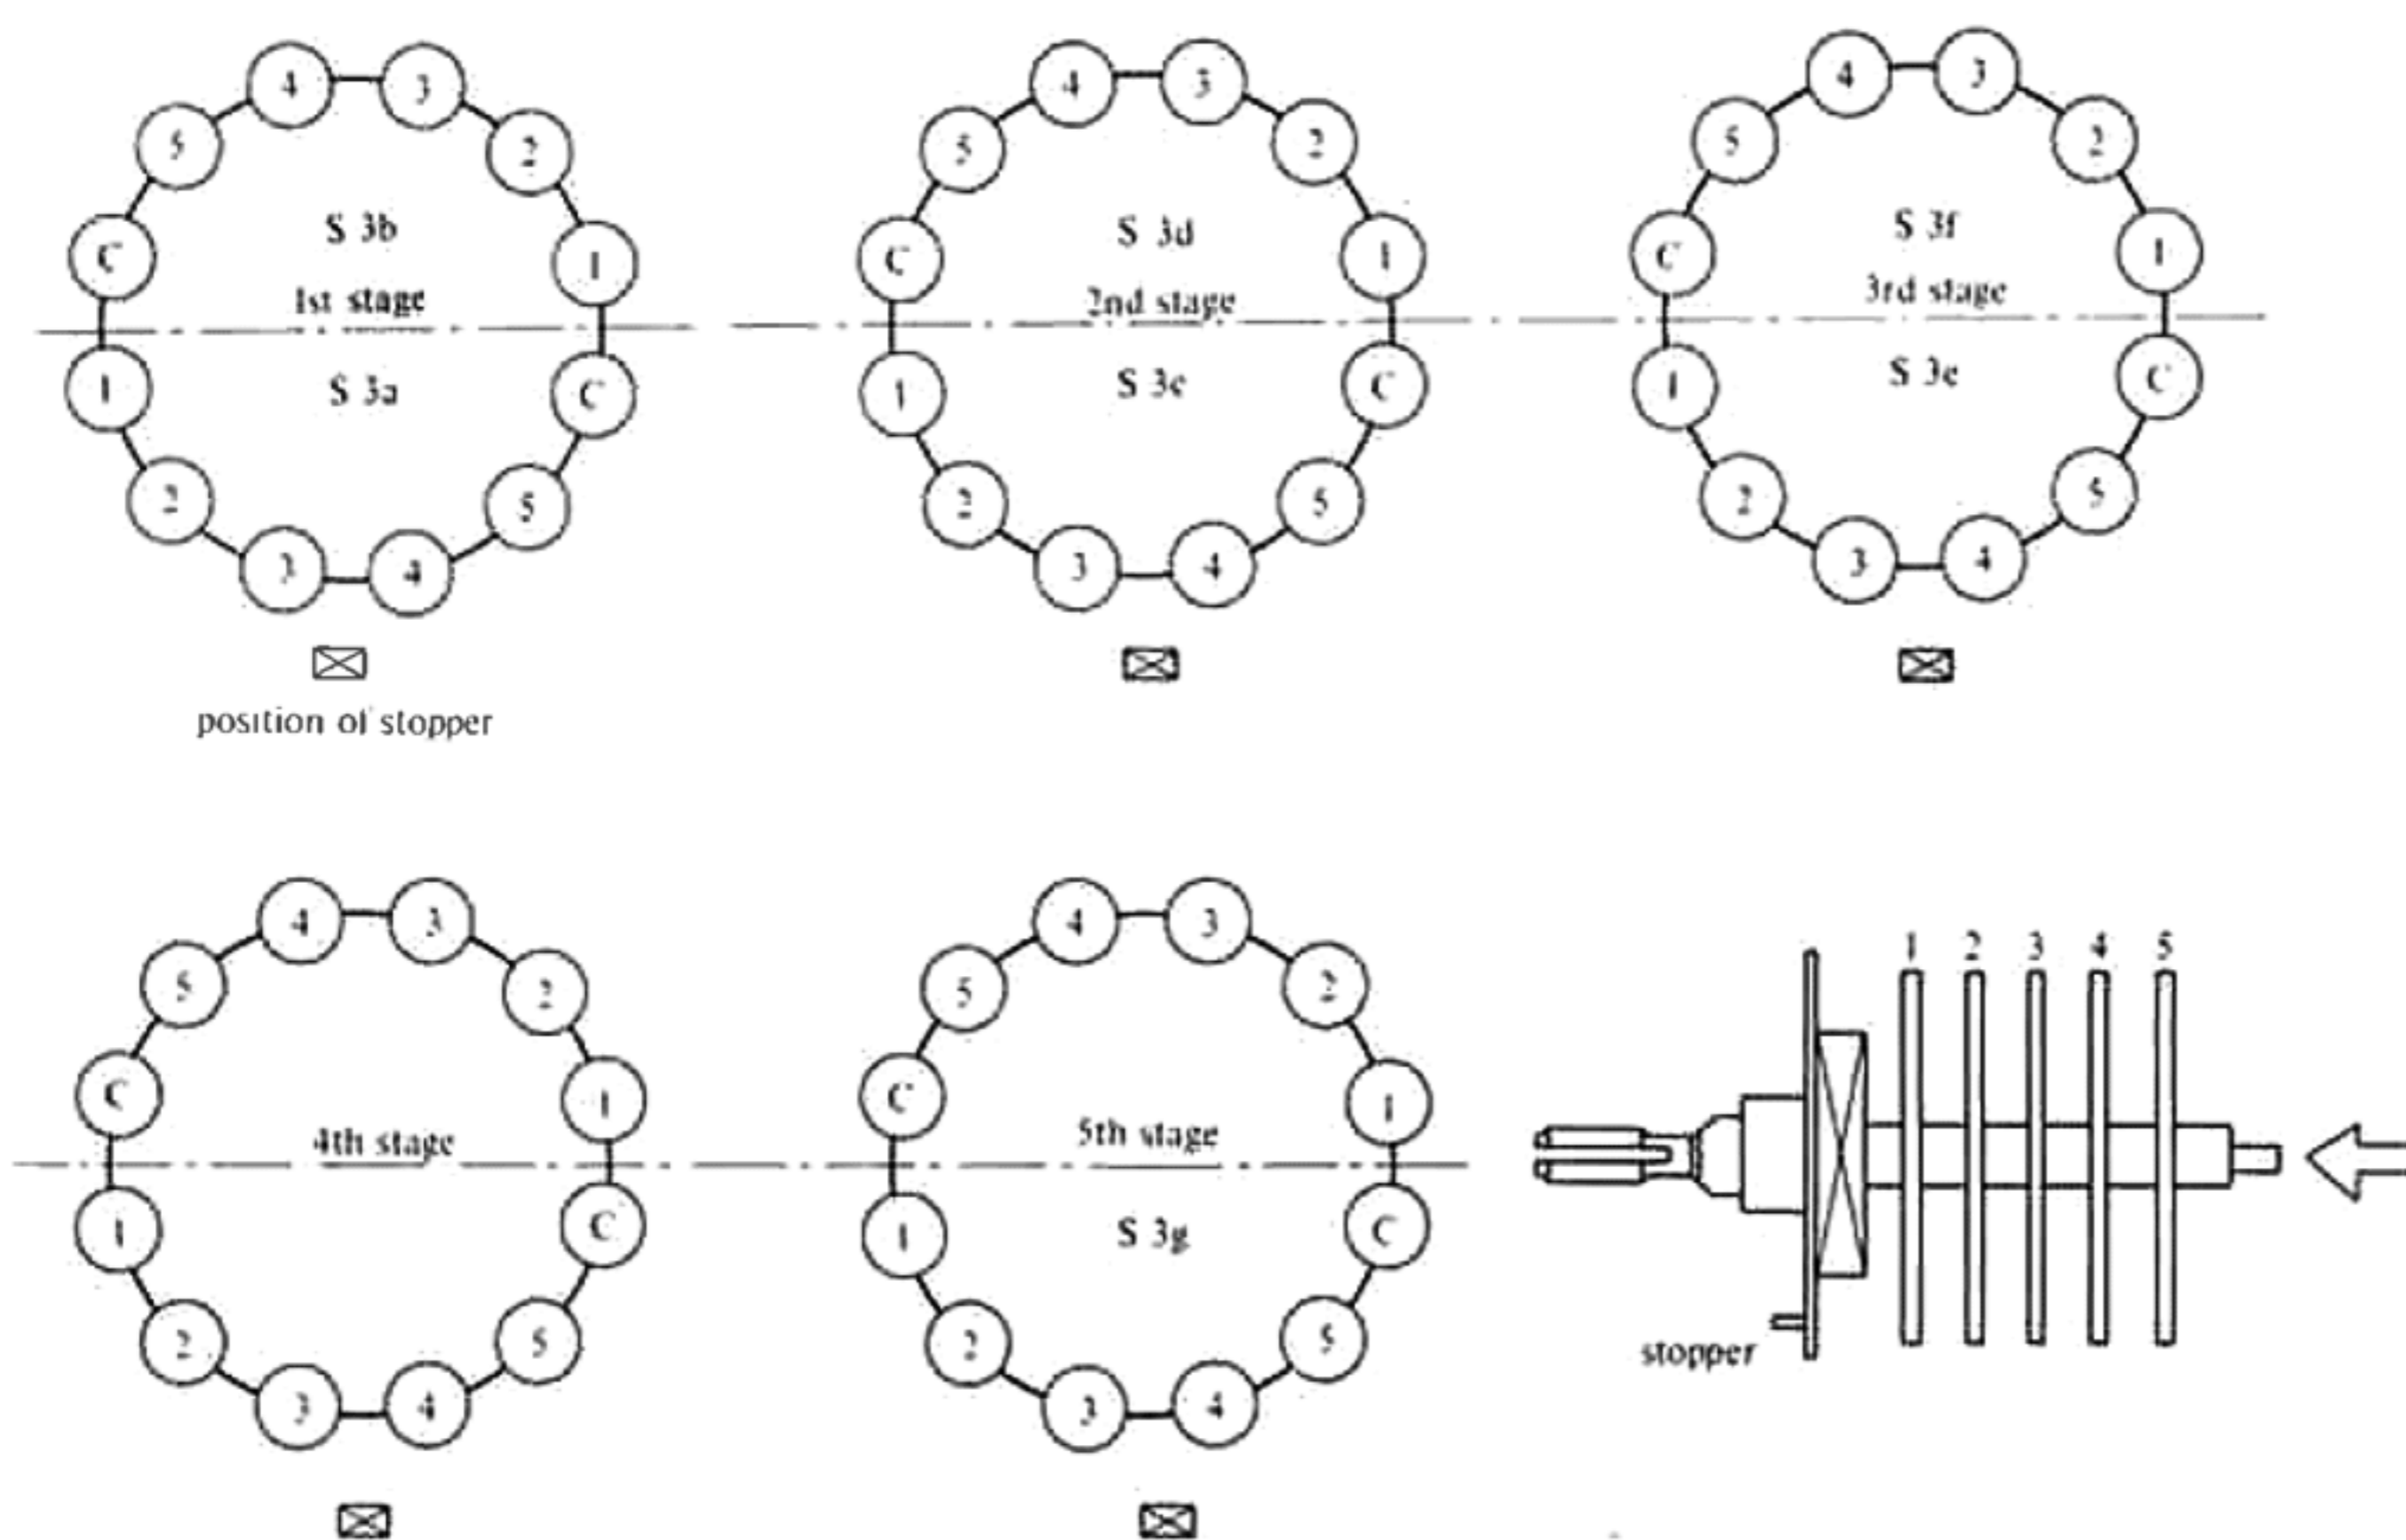 4 3
5 2
C S 3b 1
1st stage
1 S 3a C
2 5
3 4
position of stopper
4 3
5 2
C S 3d 1
2nd stage
1 S 3c C
2 5
3 4
4 3
5 2
C S 3f 1
3rd stage
1 S 3e C
2 5
3 4
4 3
5 2
C 1
4th stage
1 C
2 5
3 4
4 3
5 2
C 1
5th stage
1 S 3g C
2 5
3 4
1 2 3 4 5
stopper